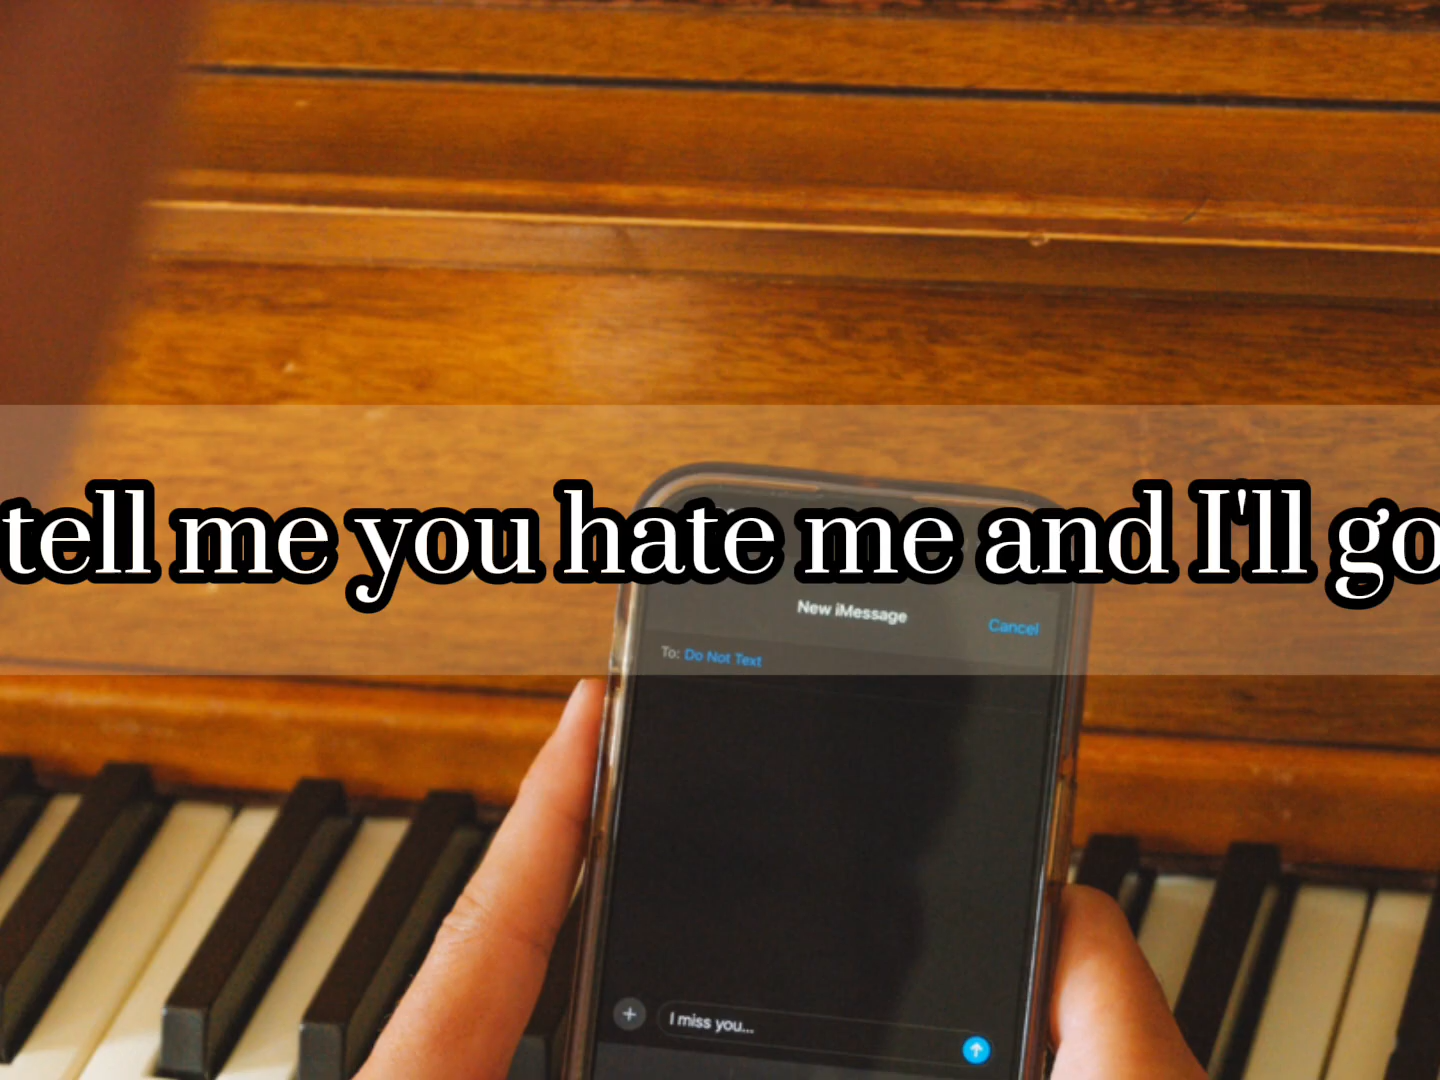 tell me you hate me and I'll go
New iMessage
Cancel
To: Do Not Text
I miss you...